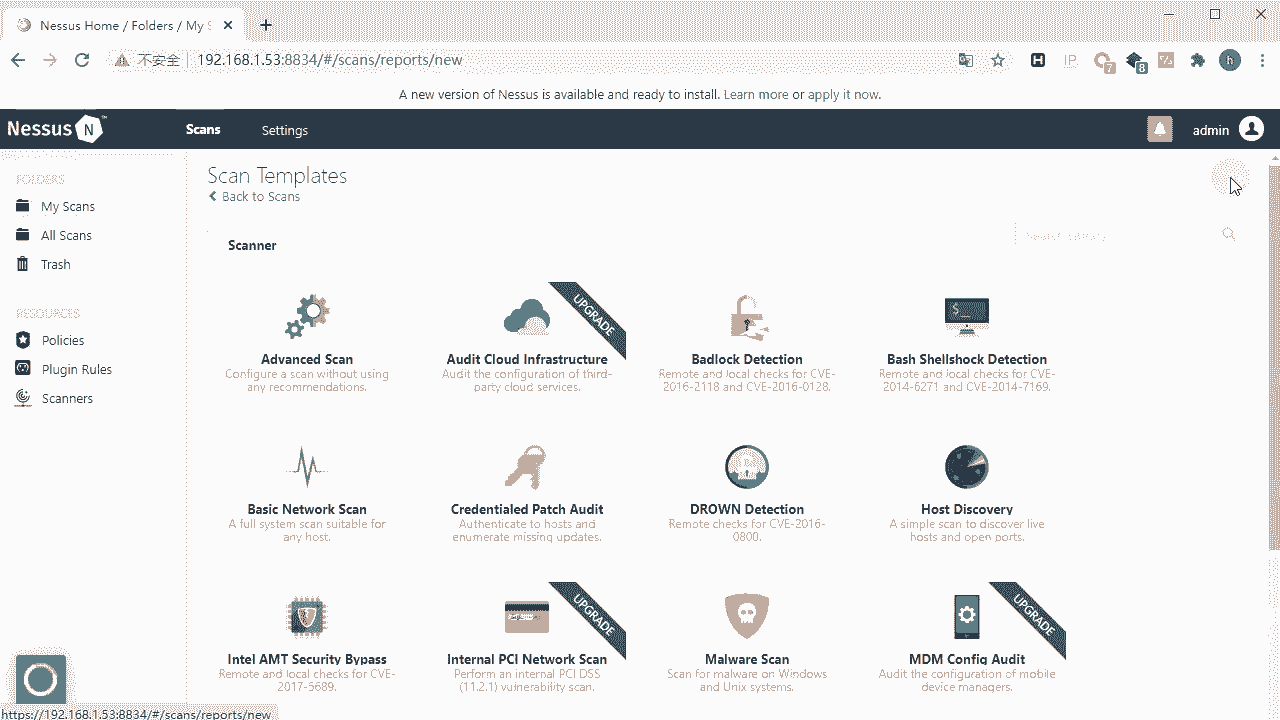 Nessus Home / Folders / My S
不安全
192.168.1.53:8834/#/scans/reports/new
IP
7
8
h
A new version of Nessus is available and ready to install. Learn more or apply it now.
Nessus N
Scans
Settings
admin
FOLDERS
My Scans
All Scans
Trash
RESOURCES
Policies
Plugin Rules
Scanners
Scan Templates
Back to Scans
Scanner
Advanced Scan
Configure a scan without using
any recommendations.
UPGRADE
Audit Cloud Infrastructure
Audit the configuration of third-
party cloud services.
Badlock Detection
Remote and local checks for CVE-
2016-2118 and CVE-2016-0128.
$_
Bash Shellshock Detection
Remote and local checks for CVE-
2014-6271 and CVE-2014-7169.
Basic Network Scan
A full system scan suitable for
any host.
Credentialed Patch Audit
Authenticate to hosts and
enumerate missing updates.
DROWN Detection
Remote checks for CVE-2016-
0800.
Host Discovery
A simple scan to discover live
hosts and open ports.
Intel AMT Security Bypass
Remote and local checks for CVE-
2017-5689.
UPGRADE
Internal PCI Network Scan
Perform an internal PCI DSS
(11.2.1) vulnerability scan.
Malware Scan
Scan for malware on Windows
and Unix systems.
UPGRADE
MDM Config Audit
Audit the configuration of mobile
device managers.
https://192.168.1.53:8834/#/scans/reports/new